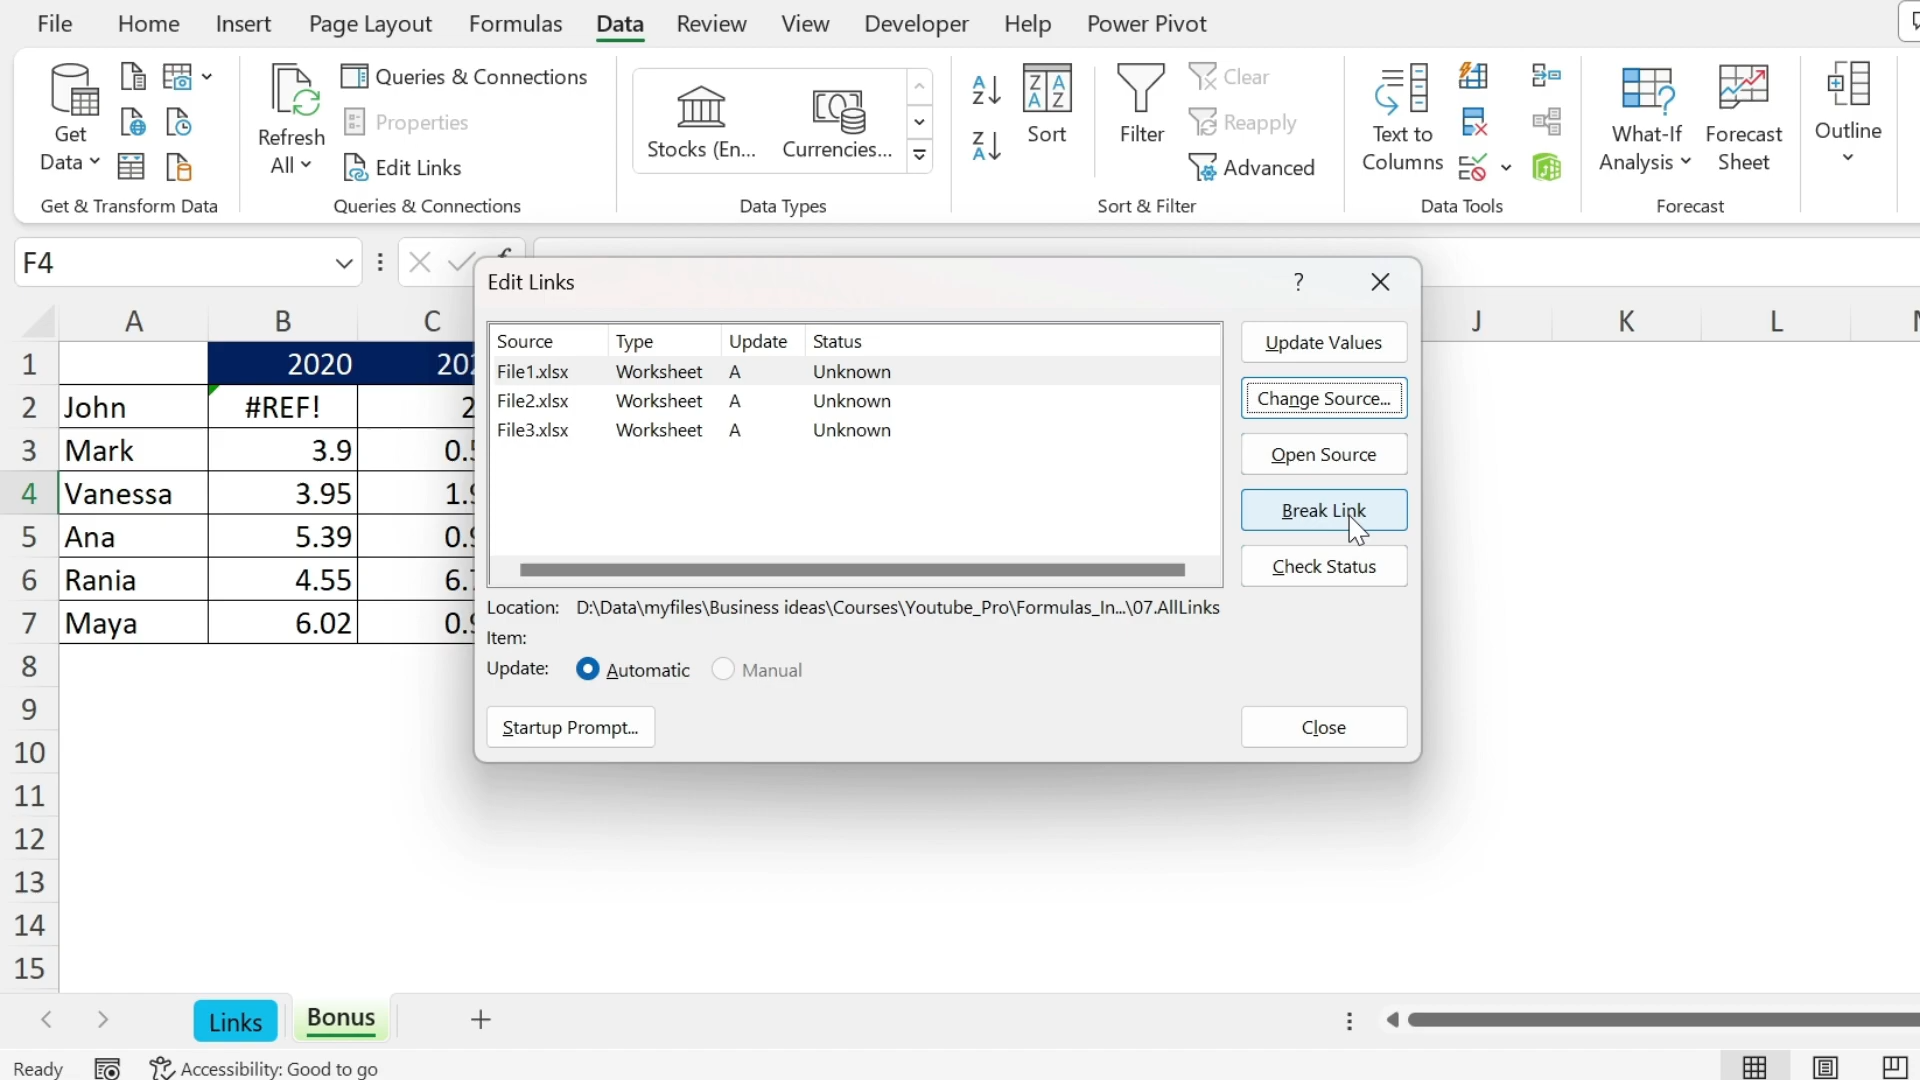 File Home Insert Page Layout Formulas Data Review View Developer Help Power Pivot
Get Data
Refresh All
Queries & Connections
Properties
Edit Links
Stocks (En...
Currencies...
Sort
Filter
Clear
Reapply
Advanced
Text to Columns
What-If Analysis
Forecast Sheet
Outline
Get & Transform Data Queries & Connections Data Types Sort & Filter Data Tools Forecast
F4
Edit Links ?
Source Type Update Status
File1.xlsx Worksheet A Unknown
File2.xlsx Worksheet A Unknown
File3.xlsx Worksheet A Unknown
Update Values
Change Source...
Open Source
Break Link
Check Status
Location: D:\Data\myfiles\Business ideas\Courses\Youtube_Pro\Formulas_In...\07.AllLinks
Item:
Update: Automatic Manual
Startup Prompt... Close
A B C J K L
1 2020
2 John #REF!
3 Mark 3.9
4 Vanessa 3.95
5 Ana 5.39
6 Rania 4.55
7 Maya 6.02
8
9
10
11
12
13
14
15
Links Bonus +
Ready Accessibility: Good to go